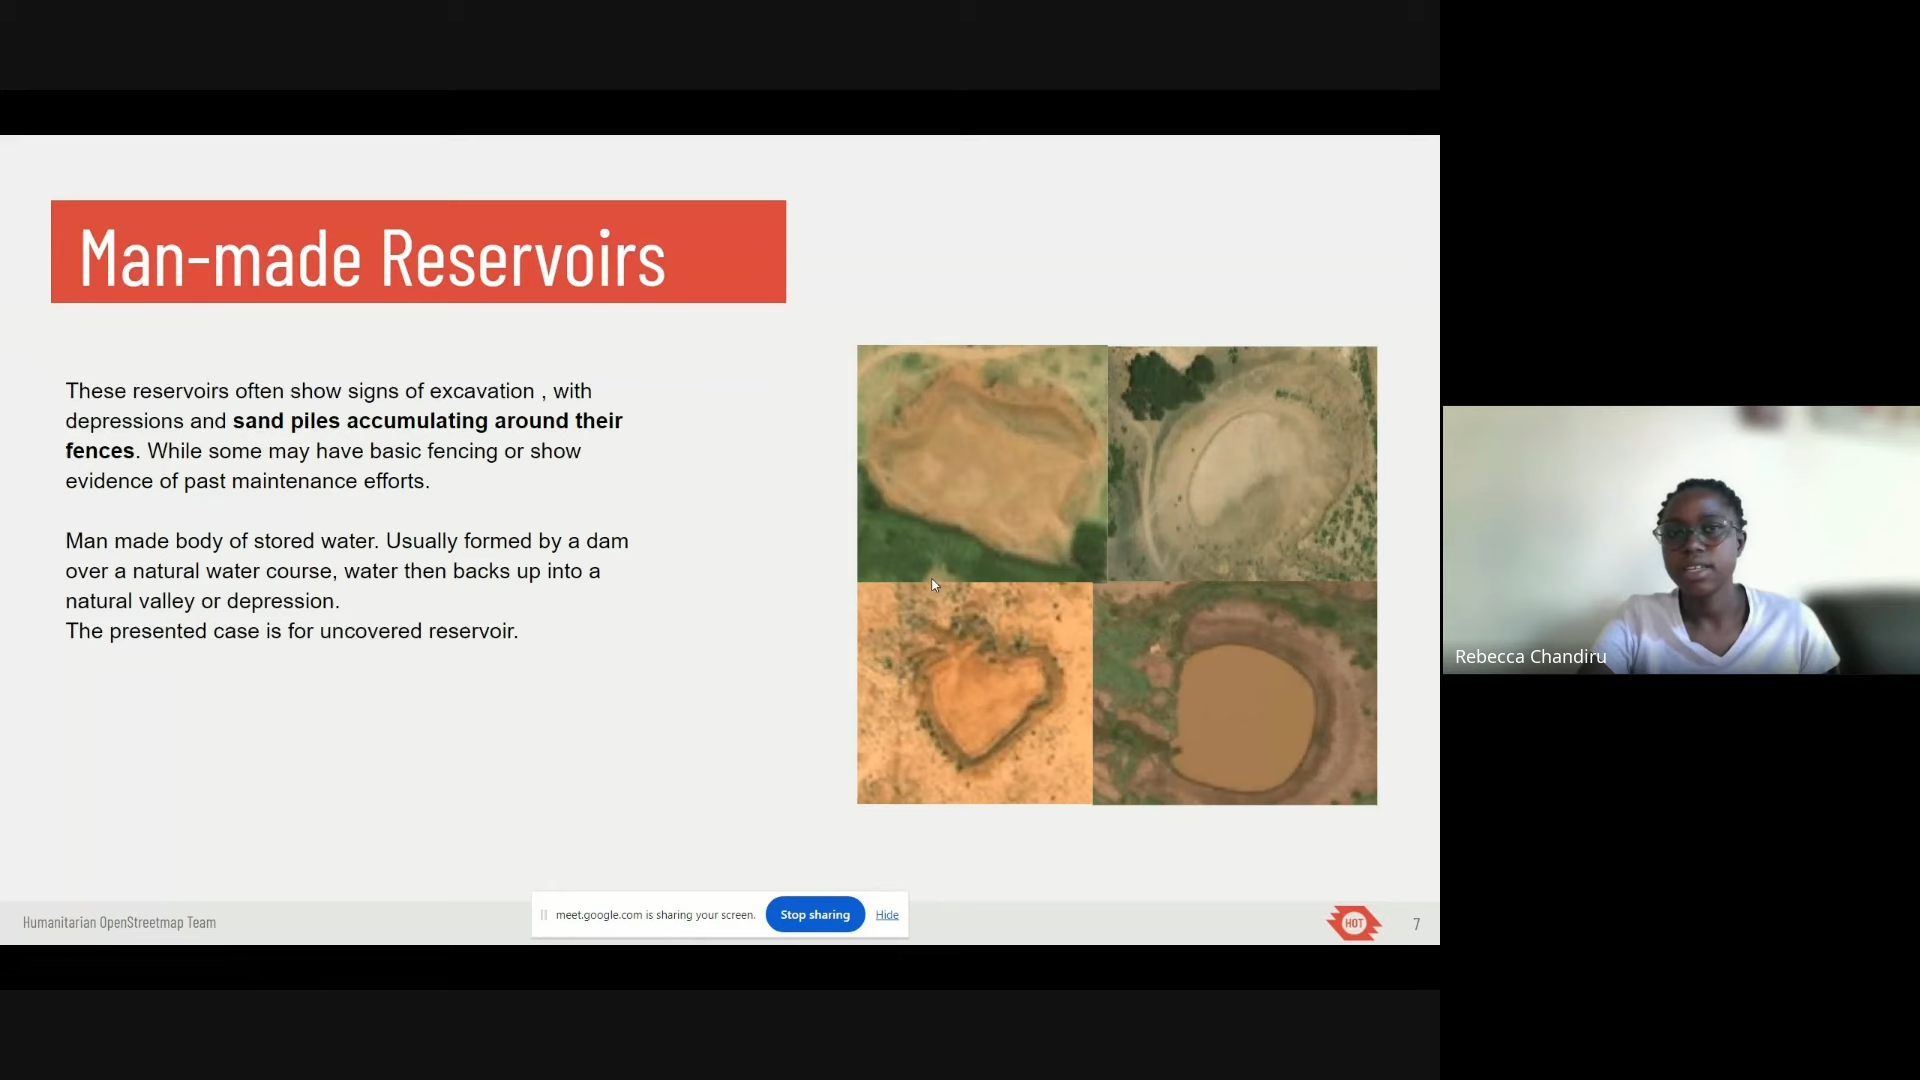 Man-made Reservoirs
These reservoirs often show signs of excavation , with
depressions and sand piles accumulating around their
fences. While some may have basic fencing or show
evidence of past maintenance efforts.
Man made body of stored water. Usually formed by a dam
over a natural water course, water then backs up into a
natural valley or depression.
The presented case is for uncovered reservoir.
Rebecca Chandiru
meet.google.com is sharing your screen. Stop sharing Hide
Humanitarian OpenStreetmap Team
HOT
7